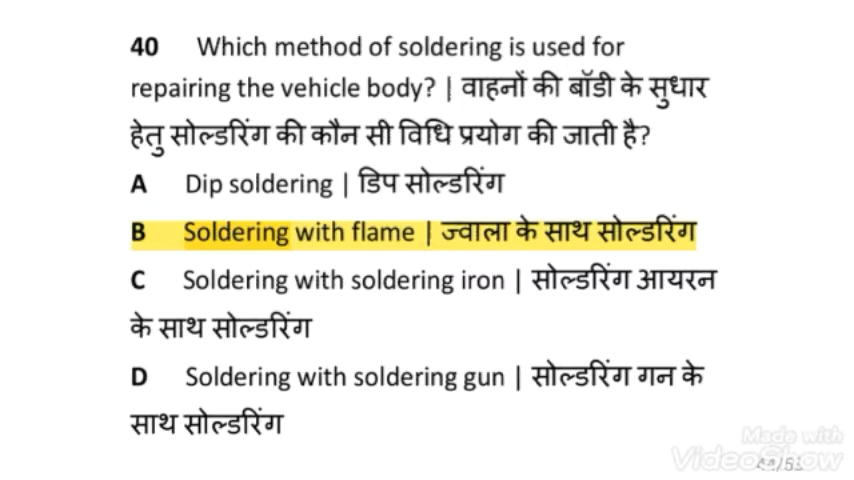 40 Which method of soldering is used for
repairing the vehicle body? | वाहनों की बॉडी के सुधार
हेतु सोल्डरिंग की कौन सी विधि प्रयोग की जाती है?
A Dip soldering | डिप सोल्डरिंग
B Soldering with flame | ज्वाला के साथ सोल्डरिंग
C Soldering with soldering iron | सोल्डरिंग आयरन
के साथ सोल्डरिंग
D Soldering with soldering gun | सोल्डरिंग गन के
साथ सोल्डरिंग
Made with
VideoShow